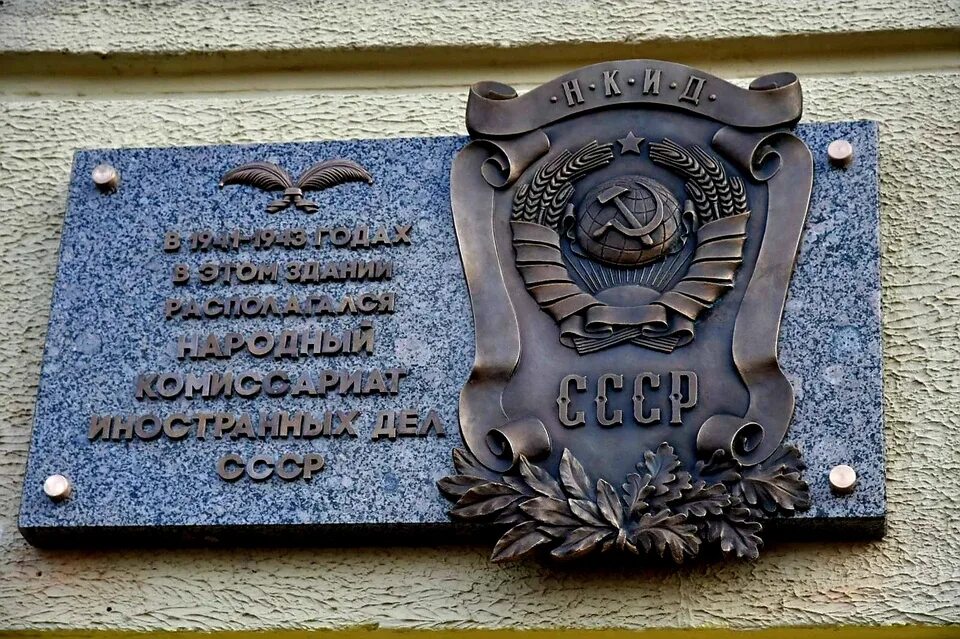 В 1941-1943 ГОДАХ
В ЭТОМ ЗДАНИИ
РАСПОЛАГАЛСЯ
НАРОДНЫЙ
КОМИССАРИАТ
ИНОСТРАННЫХ ДЕЛ
СССР
·Н·К·И·Д·
СССР